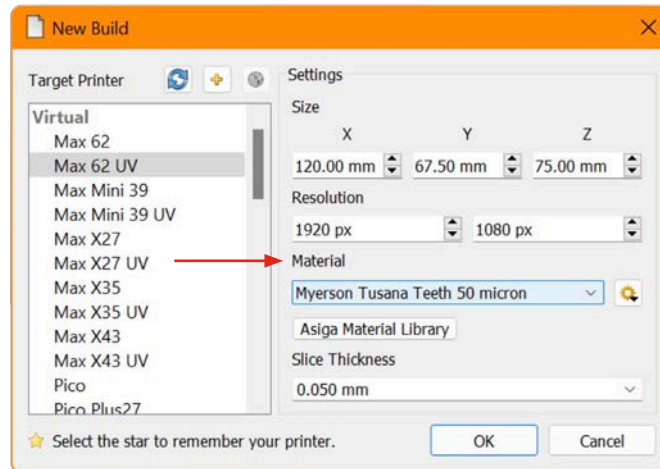 New Build
Target Printer
Virtual
Max 62
Max 62 UV
Max Mini 39
Max Mini 39 UV
Max X27
Max X27 UV
Max X35
Max X35 UV
Max X43
Max X43 UV
Pico
Pico Plus27
Select the star to remember your printer.
Settings
Size
X Y Z
120.00 mm 67.50 mm 75.00 mm
Resolution
1920 px 1080 px
Material
Myerson Tusana Teeth 50 micron
Asiga Material Library
Slice Thickness
0.050 mm
OK Cancel